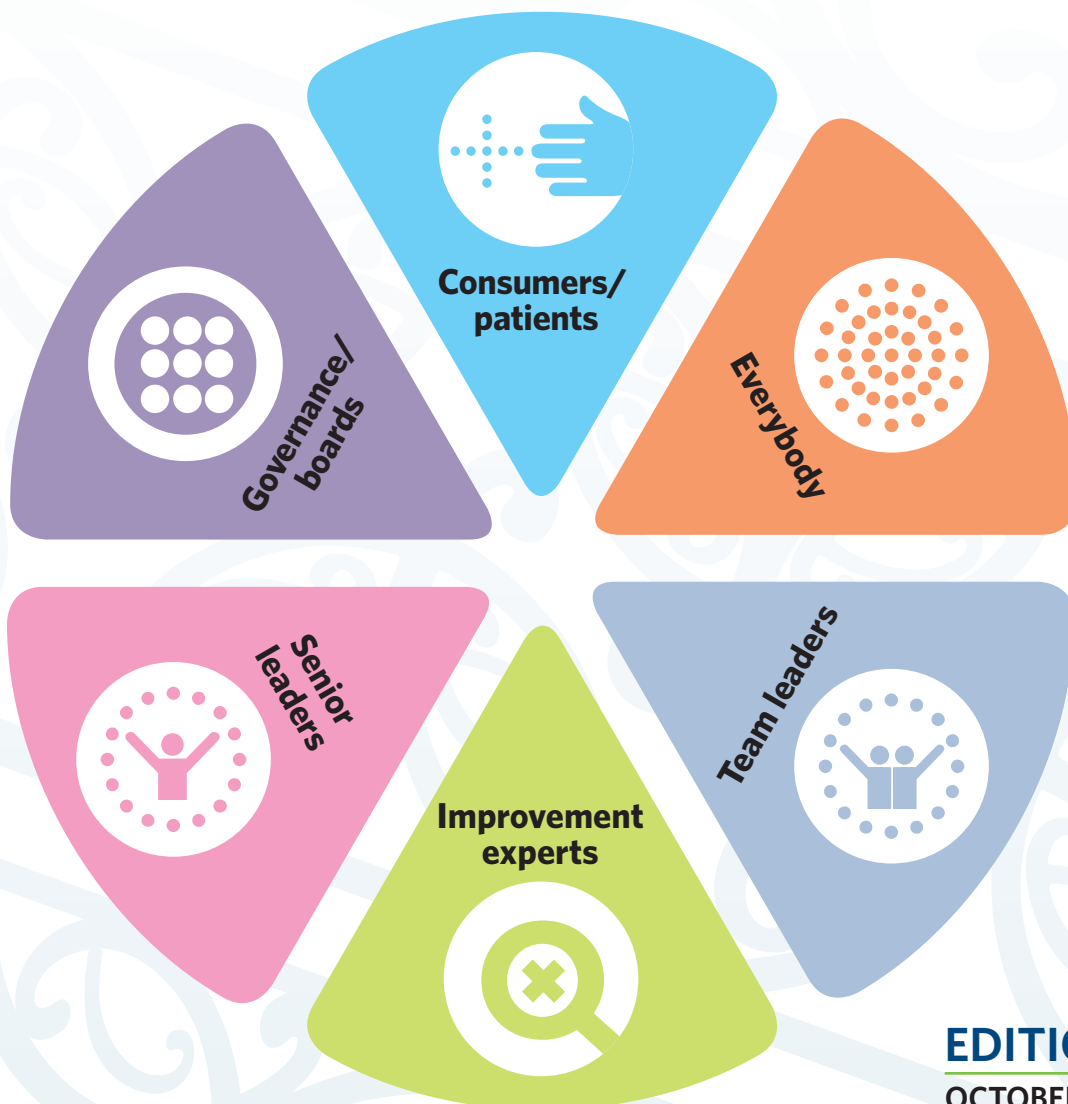 Consumers/
patients
Everybody
Governance/
boards
Senior
leaders
Team leaders
Improvement
experts